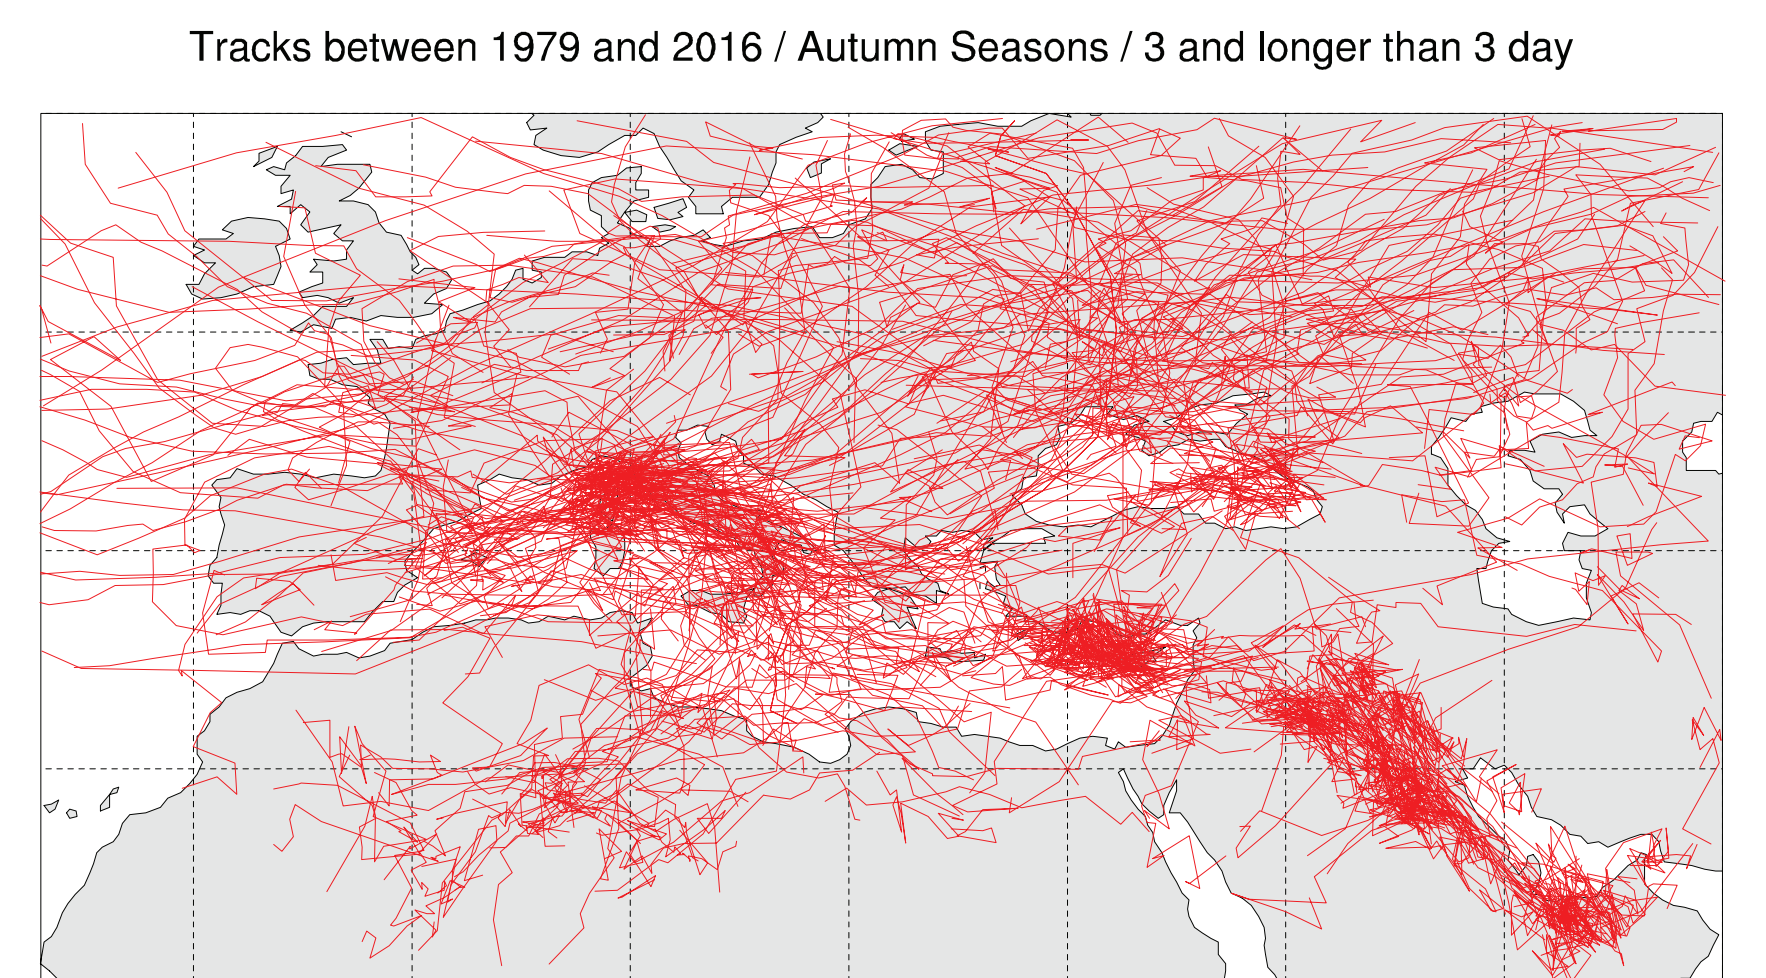 Tracks between 1979 and 2016 / Autumn Seasons / 3 and longer than 3 day